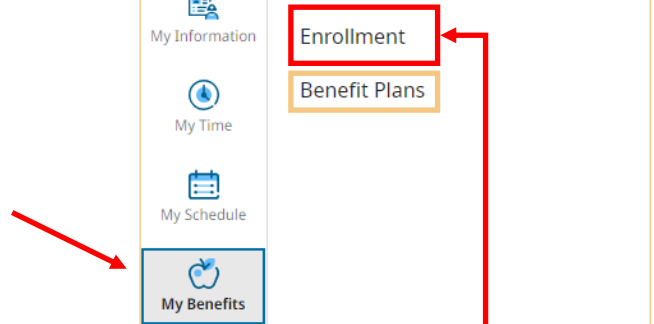 My Information
My Time
My Schedule
My Benefits
Enrollment
Benefit Plans